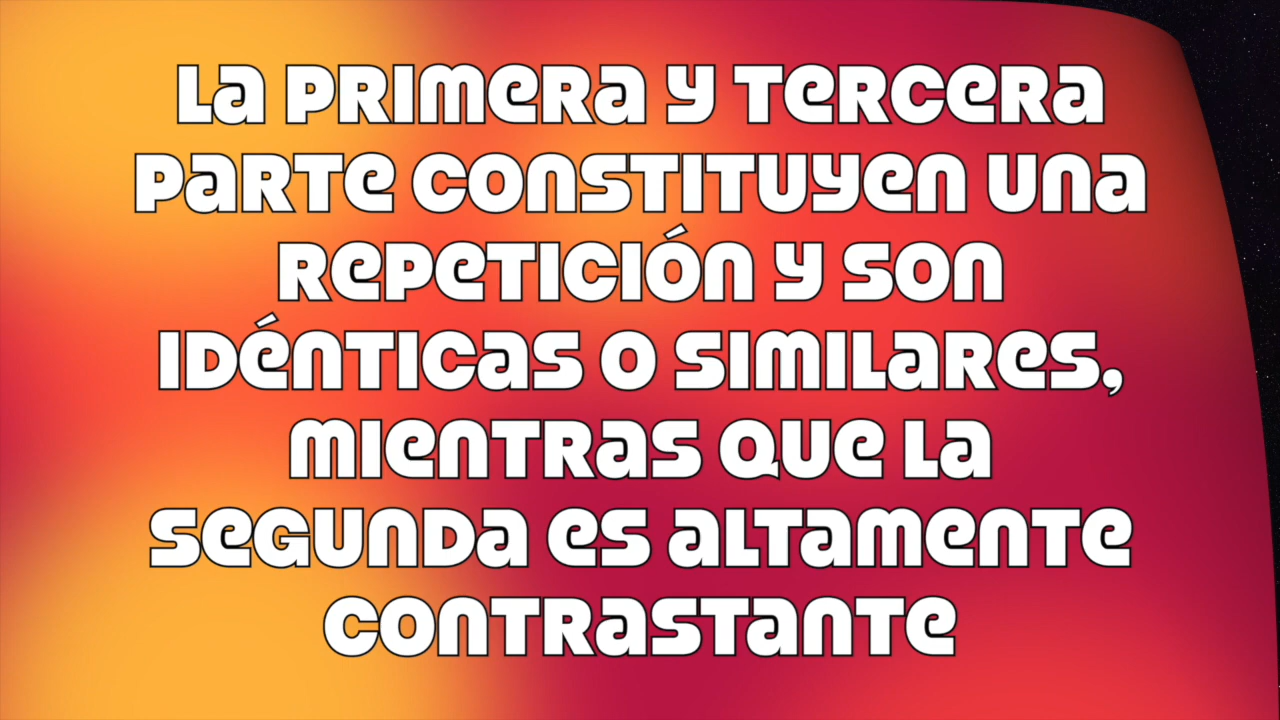 La primera y tercera
parte constituyen una
repetición y son
idénticas o similares,
mientras que la
segunda es altamente
contrastante